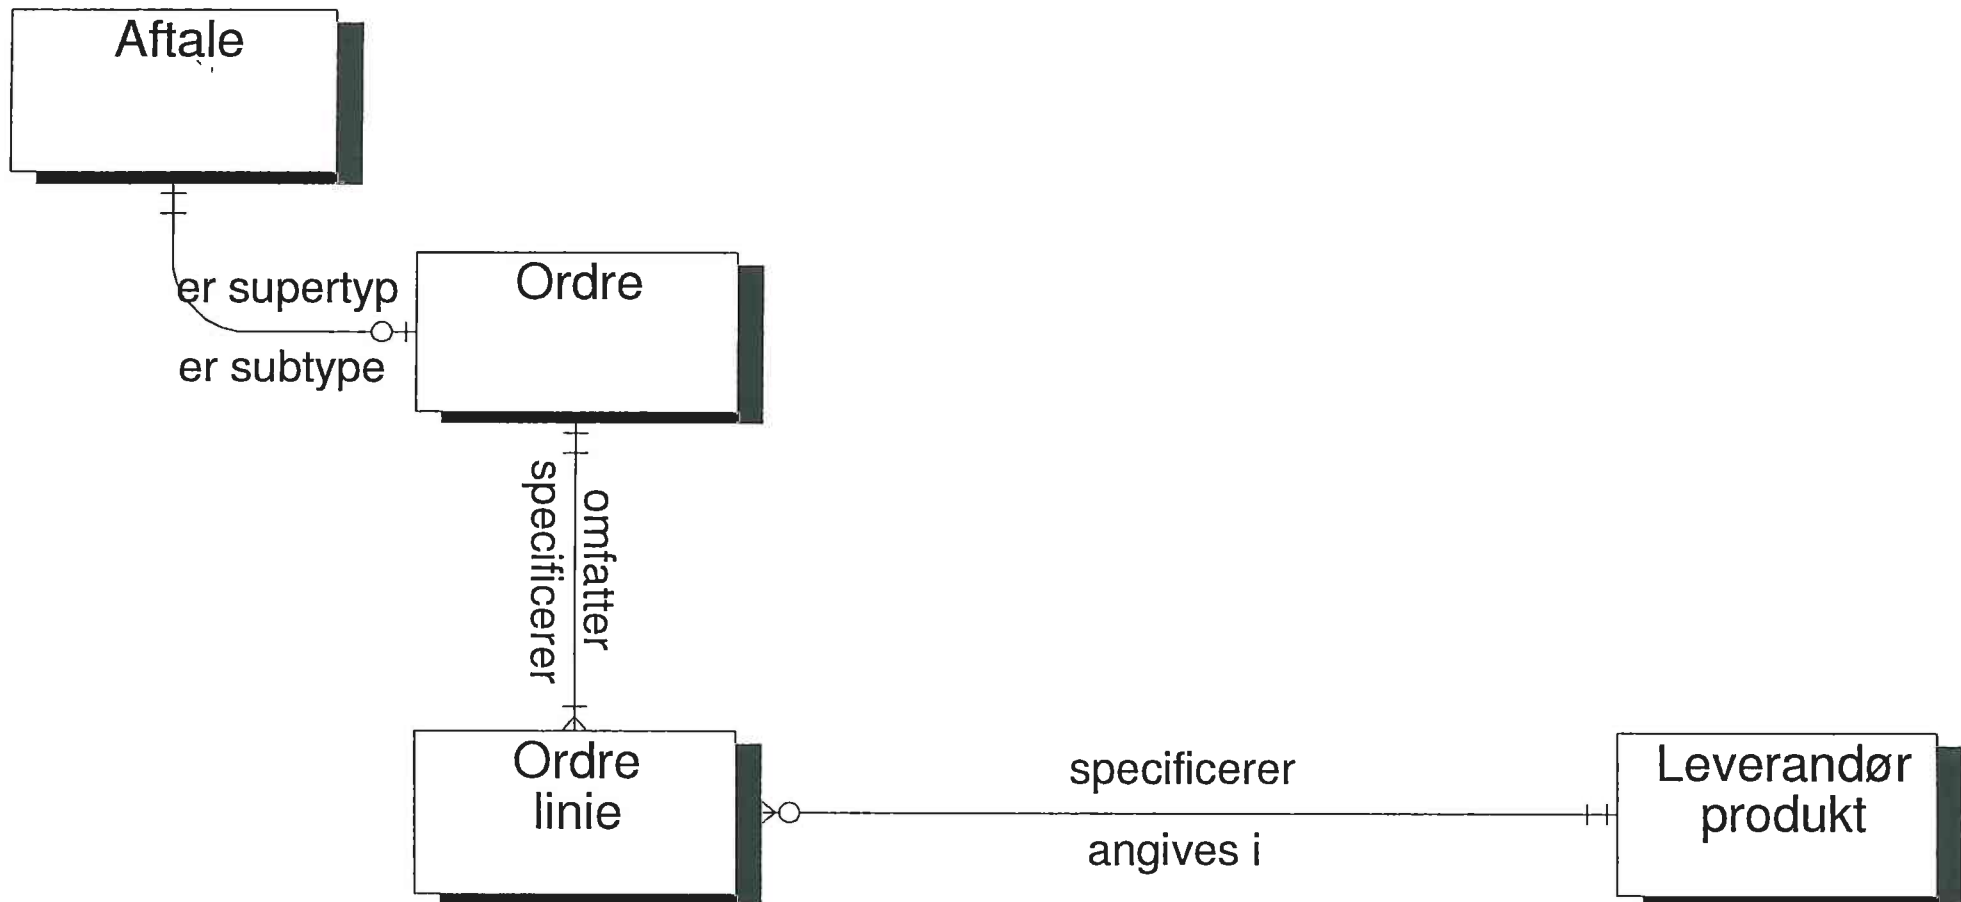 Aftale
er supertyp
Ordre
er subtype
omfatter
specificerer
Ordre
linie
specificerer
angives i
Leverandør
produkt